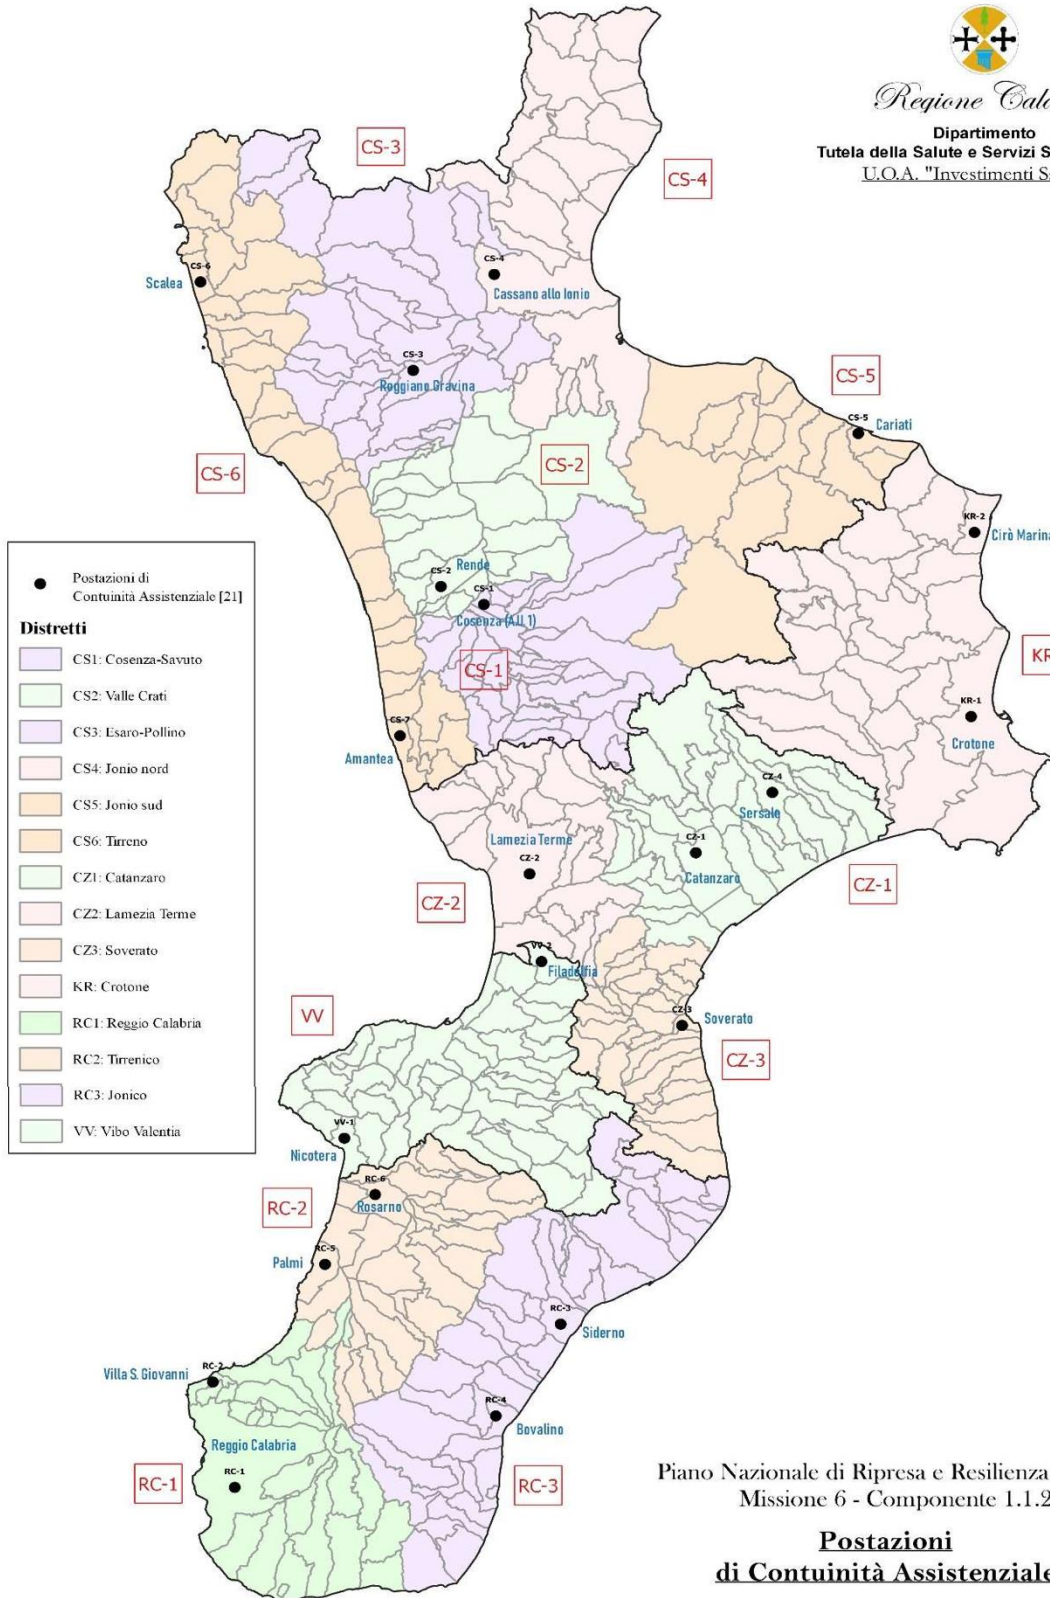 Regione Cala
Dipartimento
Tutela della Salute e Servizi S
U.O.A. "Investimenti S
CS-3
CS-4
CS-6
Scalea
CS-4
Cassano allo Ionio
CS-3
Roggiano Gravina
CS-5
CS-5
Cariati
CS-6
CS-2
KR-2
Cirò Marina
Postazioni di
Contuinità Assistenziale [21]
Distretti
CS1: Cosenza-Savuto
CS2: Valle Crati
CS3: Esaro-Pollino
CS4: Jonio nord
CS5: Jonio sud
CS6: Tirreno
CZ1: Catanzaro
CZ2: Lamezia Terme
CZ3: Soverato
KR: Crotone
RC1: Reggio Calabria
RC2: Tirrenico
RC3: Jonico
VV: Vibo Valentia
Rende
CS-2
CS-1
Cosenza (AJL 1)
CS-1
KR
KR-1
Crotone
CS-7
Amantea
CZ-4
Sersale
Lamezia Terme
CZ-2
CZ-1
Catanzaro
CZ-2
CZ-1
VV-2
Filadelfia
VV
CZ-3
Soverato
CZ-3
VV-1
Nicotera
RC-6
Rosarno
RC-2
RC-5
Palmi
RC-3
Siderno
RC-2
Villa S. Giovanni
RC-4
Bovalino
Reggio Calabria
RC-1
RC-1
RC-3
Piano Nazionale di Ripresa e Resilienza
Missione 6 - Componente 1.1.2
Postazioni
di Contuinità Assistenziale